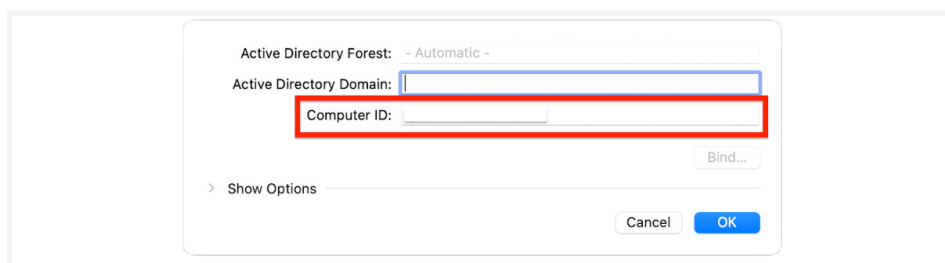 Active Directory Forest: - Automatic -
Active Directory Domain:
Computer ID:
Bind...
Show Options
Cancel OK